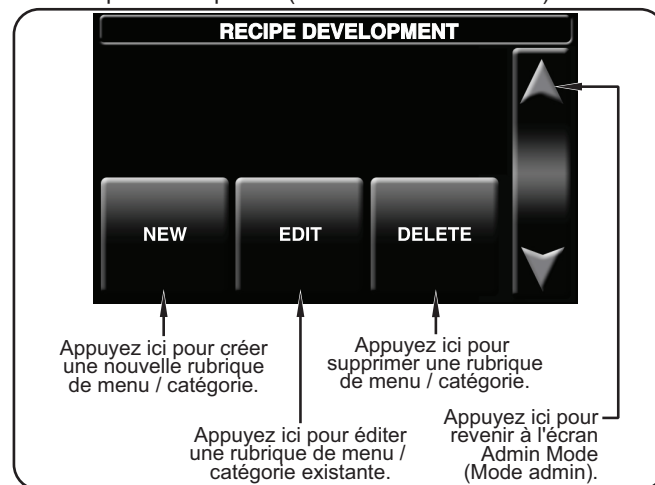 RECIPE DEVELOPMENT
NEW
EDIT
DELETE
Appuyez ici pour créer
une nouvelle rubrique
de menu / catégorie.
Appuyez ici pour
supprimer une rubrique
de menu / catégorie.
Appuyez ici pour éditer
une rubrique de menu /
catégorie existante.
Appuyez ici pour
revenir à l'écran
Admin Mode
(Mode admin).